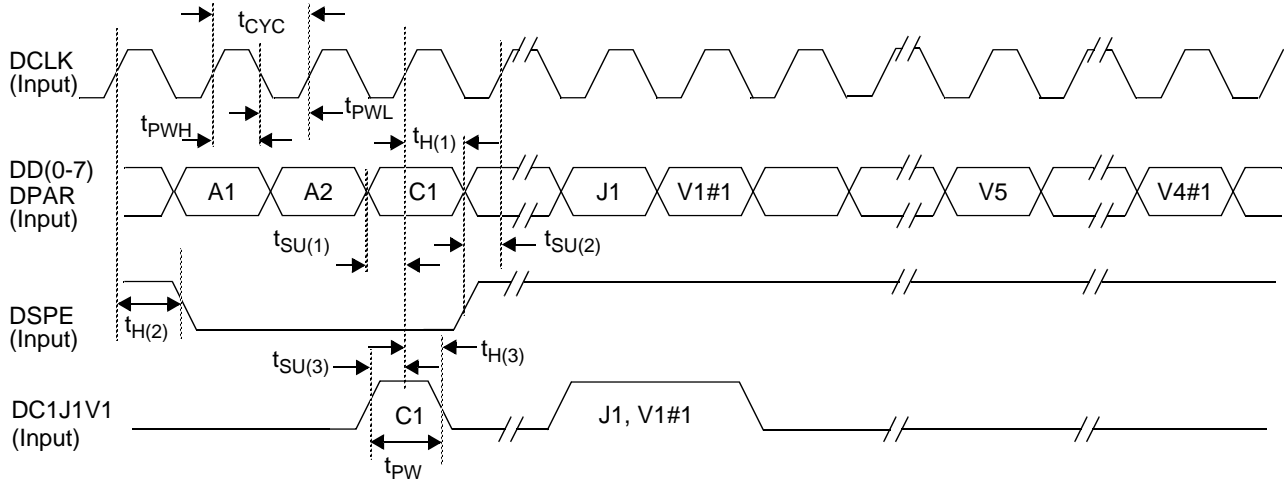 tCYC
DCLK
(Input)
tPWH
tPWL
tH(1)
DD(0-7)
DPAR
(Input)
A1 A2 C1 J1 V1#1 V5 V4#1
tSU(1)
tSU(2)
DSPE
(Input)
tH(2)
tSU(3)
tH(3)
DC1J1V1
(Input)
C1
J1, V1#1
tPW